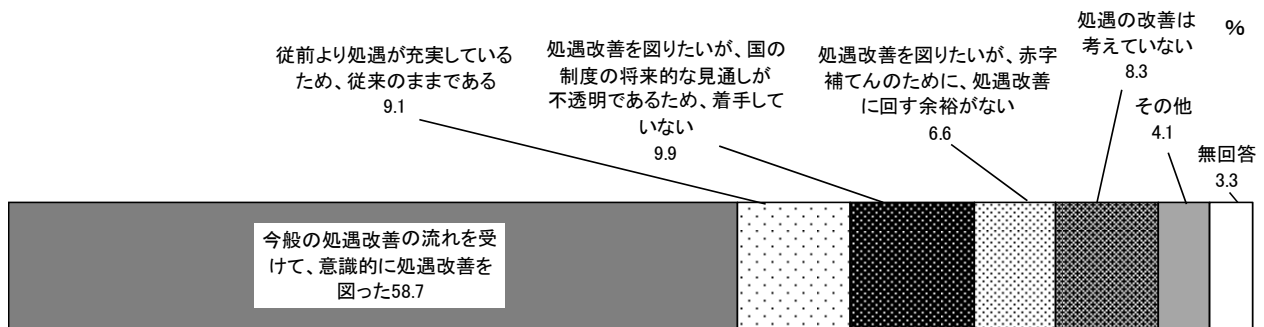 従前より処遇が充実している
ため、従来のままである
9.1
処遇改善を図りたいが、国の
制度の将来的な見通しが
不透明であるため、着手して
いない
9.9
処遇改善を図りたいが、赤字
補てんのために、処遇改善
に回す余裕がない
6.6
処遇の改善は
考えていない
8.3
%
その他
4.1
無回答
3.3
今般の処遇改善の流れを受
けて、意識的に処遇改善を
図った58.7